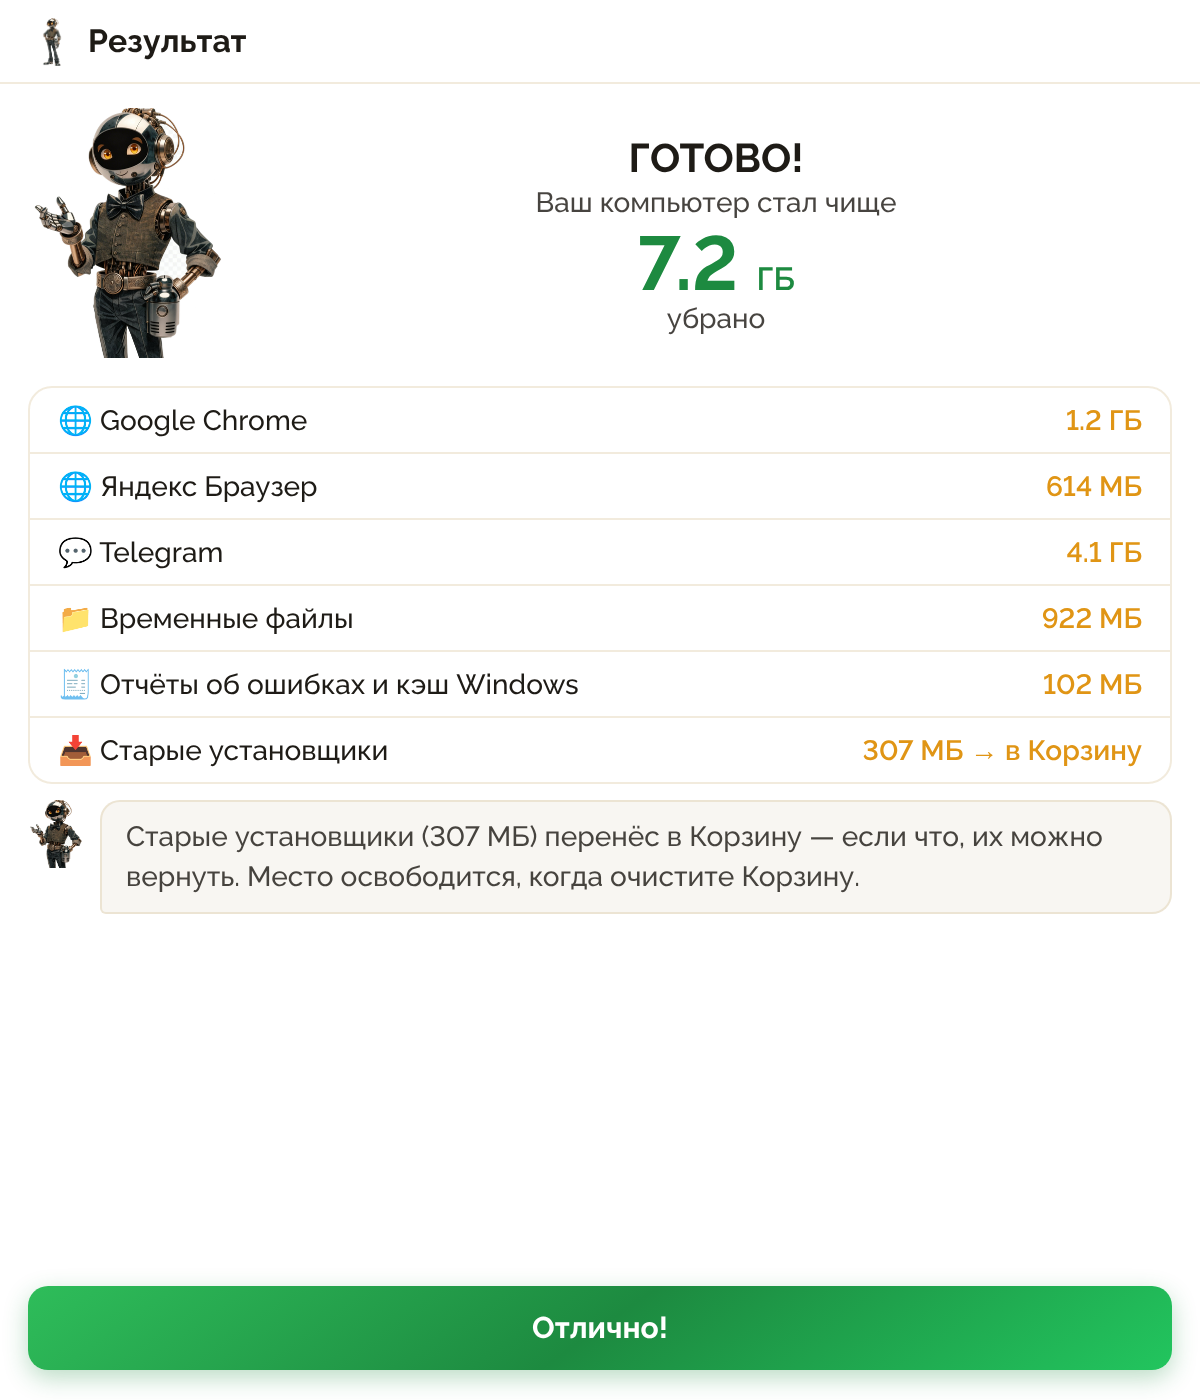 Результат
ГОТОВО!
Ваш компьютер стал чище
7.2 ГБ
убрано
Google Chrome 1.2 ГБ
Яндекс Браузер 614 МБ
Telegram 4.1 ГБ
Временные файлы 922 МБ
Отчёты об ошибках и кэш Windows 102 МБ
Старые установщики 307 МБ → в Корзину
Старые установщики (307 МБ) перенёс в Корзину — если что, их можно
вернуть. Место освободится, когда очистите Корзину.
Отлично!